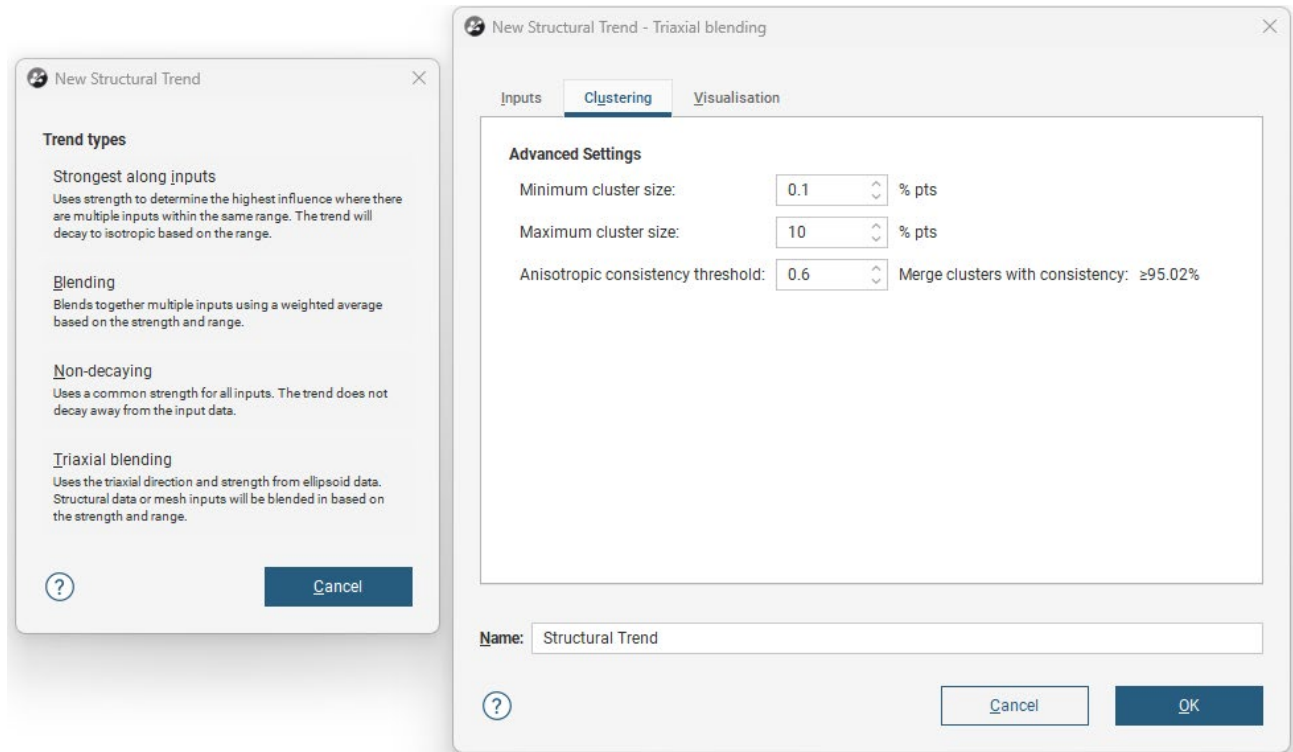 New Structural Trend
Trend types
Strongest along inputs
Uses strength to determine the highest influence where there
are multiple inputs within the same range. The trend will
decay to isotropic based on the range.
Blending
Blends together multiple inputs using a weighted average
based on the strength and range.
Non-decaying
Uses a common strength for all inputs. The trend does not
decay away from the input data.
Triaxial blending
Uses the triaxial direction and strength from ellipsoid data.
Structural data or mesh inputs will be blended in based on
the strength and range.
?
Cancel
New Structural Trend - Triaxial blending
Inputs Clustering Visualisation
Advanced Settings
Minimum cluster size: 0.1 % pts
Maximum cluster size: 10 % pts
Anisotropic consistency threshold: 0.6 Merge clusters with consistency: ≥95.02%
Name: Structural Trend
?
Cancel OK